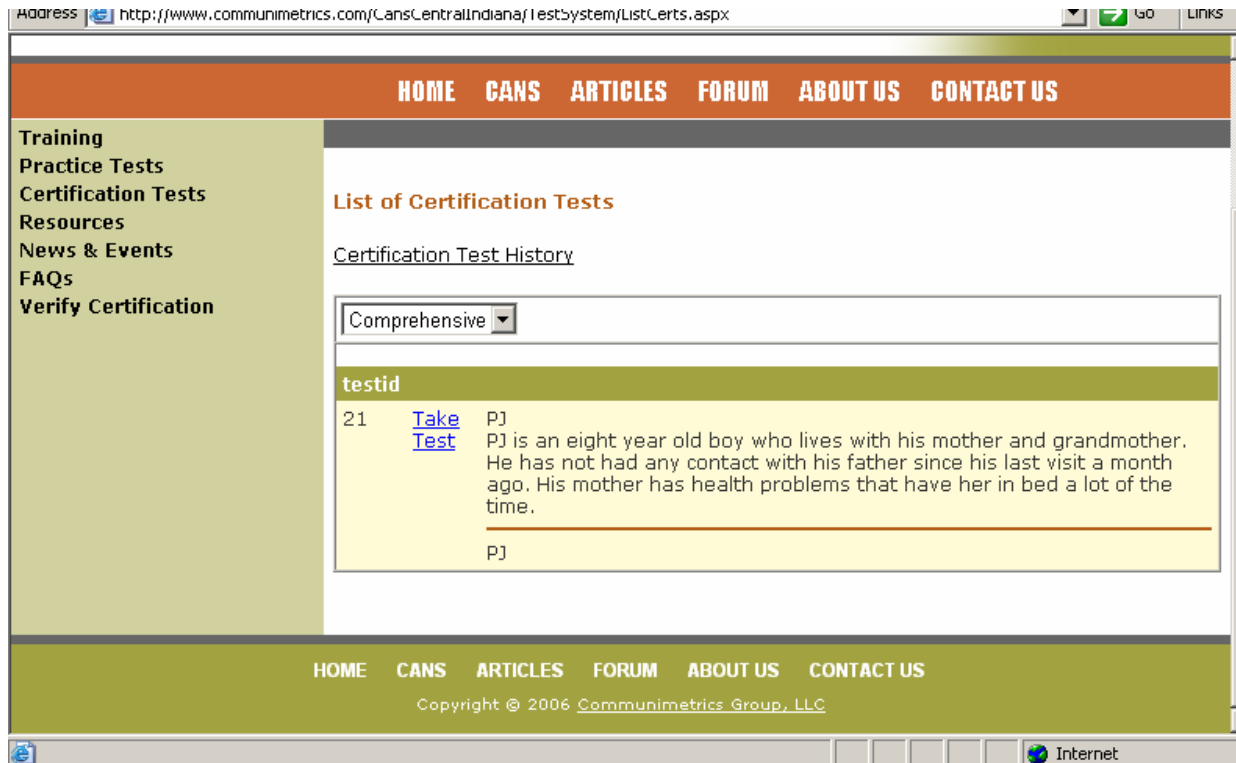 Address http://www.communimetrics.com/CansCentralIndiana/TestSystem/ListCerts.aspx Go Links
HOME CANS ARTICLES FORUM ABOUT US CONTACT US
Training
Practice Tests
Certification Tests
Resources
News & Events
FAQs
Verify Certification
List of Certification Tests
Certification Test History
Comprehensive
testid
21 Take PJ
Test PJ is an eight year old boy who lives with his mother and grandmother.
He has not had any contact with his father since his last visit a month
ago. His mother has health problems that have her in bed a lot of the
time.
PJ
HOME CANS ARTICLES FORUM ABOUT US CONTACT US
Copyright @ 2006 Communimetrics Group, LLC
Internet